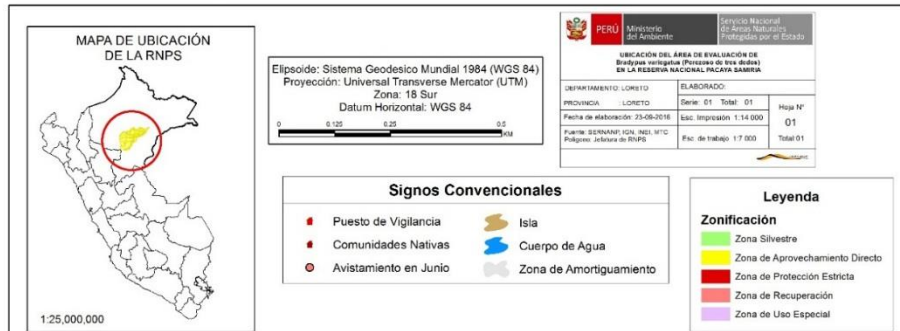 MAPA DE UBICACIÓN
DE LA RNPS
1:25,000,000
Elipsoide: Sistema Geodesico Mundial 1984 (WGS 84)
Proyección: Universal Transverse Mercator (UTM)
Zona: 18 Sur
Datum Horizontal: WGS 84
0 0.125 0.25 0.5
KM
PERÚ
Ministerio
del Ambiente
Servicio Nacional
de Áreas Naturales
Protegidas por el Estado
UBICACIÓN DEL ÁREA DE EVALUACIÓN DE
Bradypus variegatus (Perezoso de tres dedos)
EN LA RESERVA NACIONAL PACAYA SAMIRIA
DEPARTAMENTO: LORETO
ELABORADO:
PROVINCIA : LORETO
Serie: 01 Total: 01
Hoja N°
01
Total 01
Fecha de elaboración: 23-09-2016
Esc. Impresión 1:14 000
Fuente: SERNANP, IGN, INEI, MTC
Polígono: Jefatura de RNPS
Esc. de trabajo 1:7 000
Signos Convencionales
Puesto de Vigilancia
Isla
Comunidades Nativas
Cuerpo de Agua
Avistamiento en Junio
Zona de Amortiguamiento
Leyenda
Zonificación
Zona Silvestre
Zona de Aprovechamiento Directo
Zona de Protección Estricta
Zona de Recuperación
Zona de Uso Especial